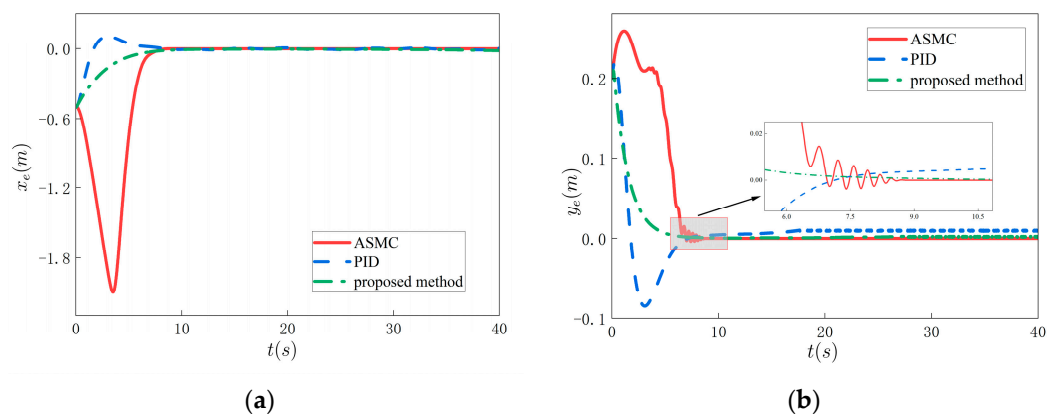 0.0
-0.6
-1.2
-1.8
x_e(m)
0
10
20
30
40
t(s)
ASMC
PID
proposed method
(a)
0.2
0.1
0.0
-0.1
y_e(m)
0
10
20
30
40
t(s)
ASMC
PID
proposed method
0.02
0.00
6.0
7.5
9.0
10.5
(b)